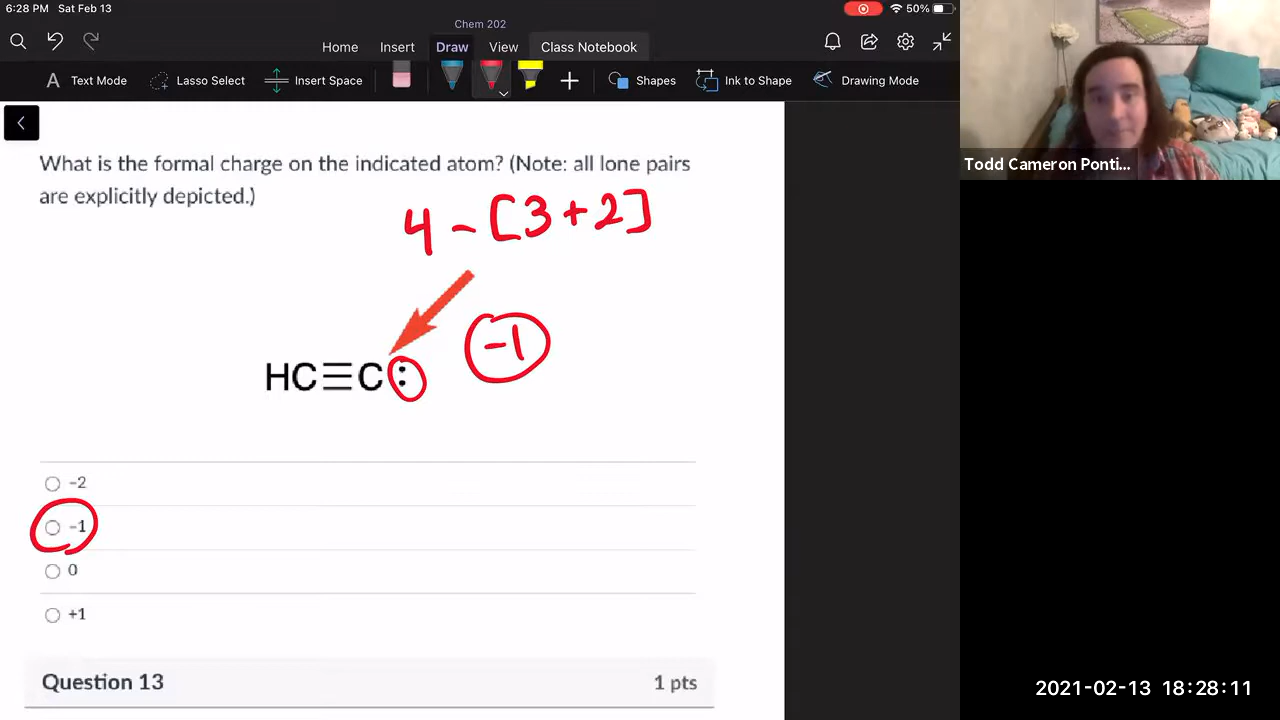 6:28 PM Sat Feb 13
50%
Chem 202
Home Insert Draw View Class Notebook
Text Mode Lasso Select Insert Space Shapes Ink to Shape Drawing Mode
Todd Cameron Ponti...
What is the formal charge on the indicated atom? (Note: all lone pairs
are explicitly depicted.)
4 - [3+2]
-1
HC≡C:
-2
-1
0
+1
Question 13 1 pts
2021-02-13 18:28:11